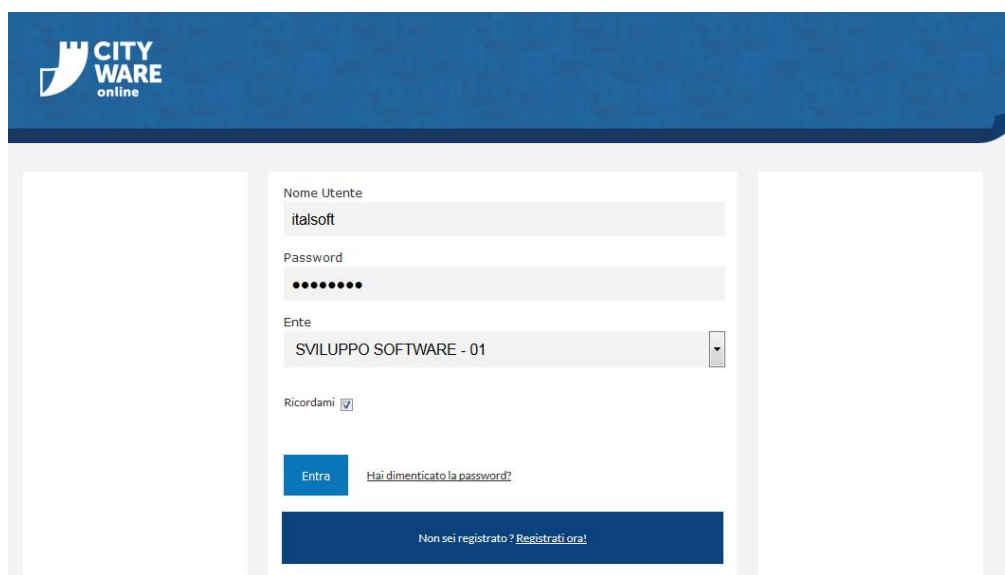 CITY
WARE
online
Nome Utente
italsoft
Password
••••••••
Ente
SVILUPPO SOFTWARE - 01
Ricordami
Entra Hai dimenticato la password?
Non sei registrato ? Registrati ora!